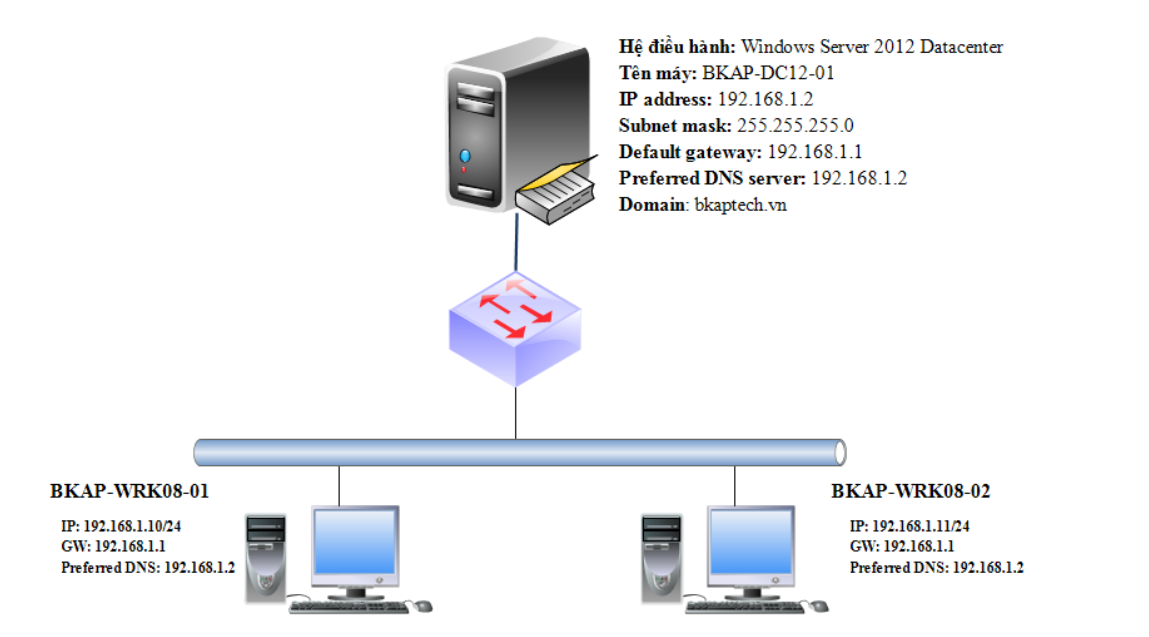 Hệ điều hành: Windows Server 2012 Datacenter
Tên máy: BKAP-DC12-01
IP address: 192.168.1.2
Subnet mask: 255.255.255.0
Default gateway: 192.168.1.1
Preferred DNS server: 192.168.1.2
Domain: bkaptech.vn
BKAP-WRK08-01
IP: 192.168.1.10/24
GW: 192.168.1.1
Preferred DNS: 192.168.1.2
BKAP-WRK08-02
IP: 192.168.1.11/24
GW: 192.168.1.1
Preferred DNS: 192.168.1.2